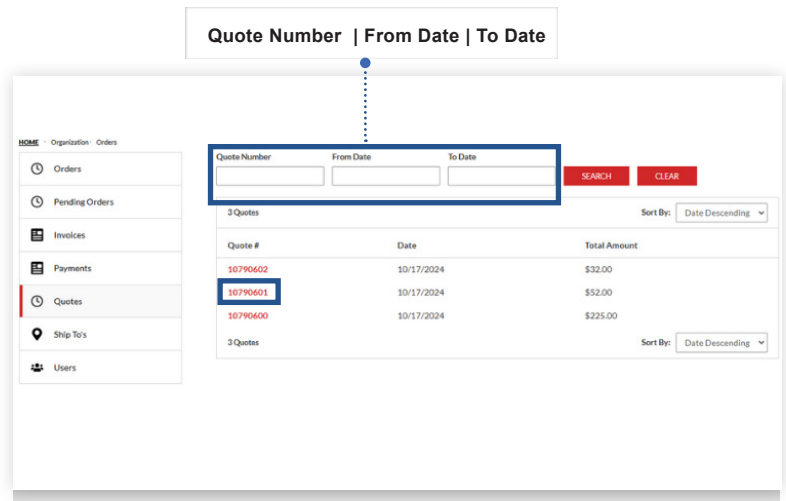 Quote Number | From Date | To Date
HOME › Organization › Orders
Orders
Pending Orders
Invoices
Payments
Quotes
Ship To's
Users
Quote Number From Date To Date
SEARCH CLEAR
3 Quotes Sort By: Date Descending
Quote # Date Total Amount
10790602 10/17/2024 $32.00
10790601 10/17/2024 $52.00
10790600 10/17/2024 $225.00
3 Quotes Sort By: Date Descending